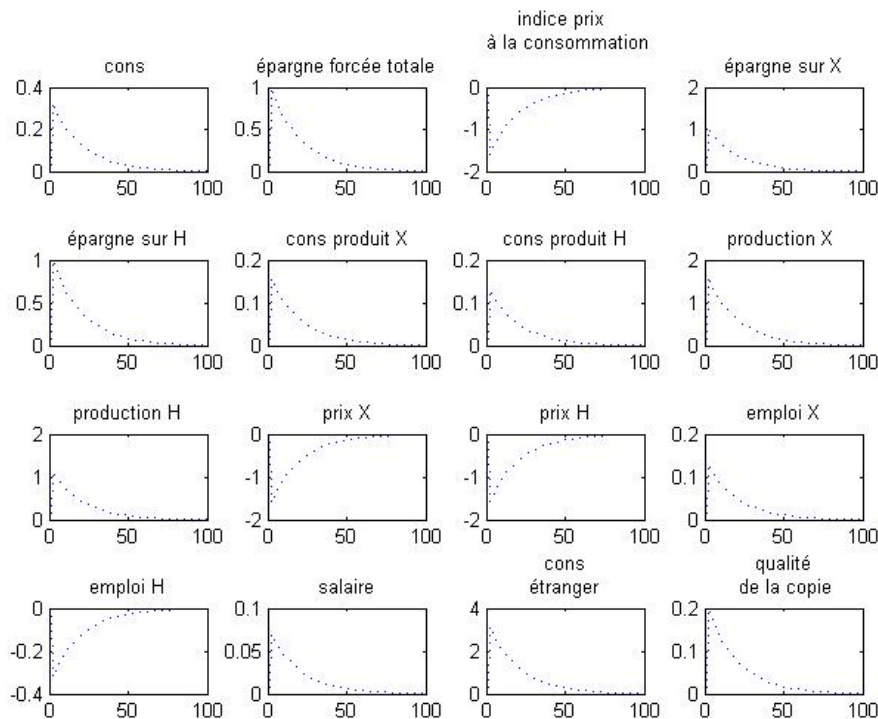 indice prix
à la consommation
cons
épargne forcée totale
épargne sur X
0.4
0.2
0
0 50 100
1
0.5
0
0 50 100
0
-1
-2
0 50 100
2
1
0
0 50 100
épargne sur H
cons produit X
cons produit H
production X
1
0.5
0
0 50 100
0.2
0.1
0
0 50 100
0.2
0.1
0
0 50 100
2
1
0
0 50 100
production H
prix X
prix H
emploi X
2
1
0
0 50 100
0
-1
-2
0 50 100
0
-1
-2
0 50 100
0.2
0.1
0
0 50 100
emploi H
salaire
cons
étranger
qualité
de la copie
0
-0.2
-0.4
0 50 100
0.1
0.05
0
0 50 100
4
2
0
0 50 100
0.2
0.1
0
0 50 100